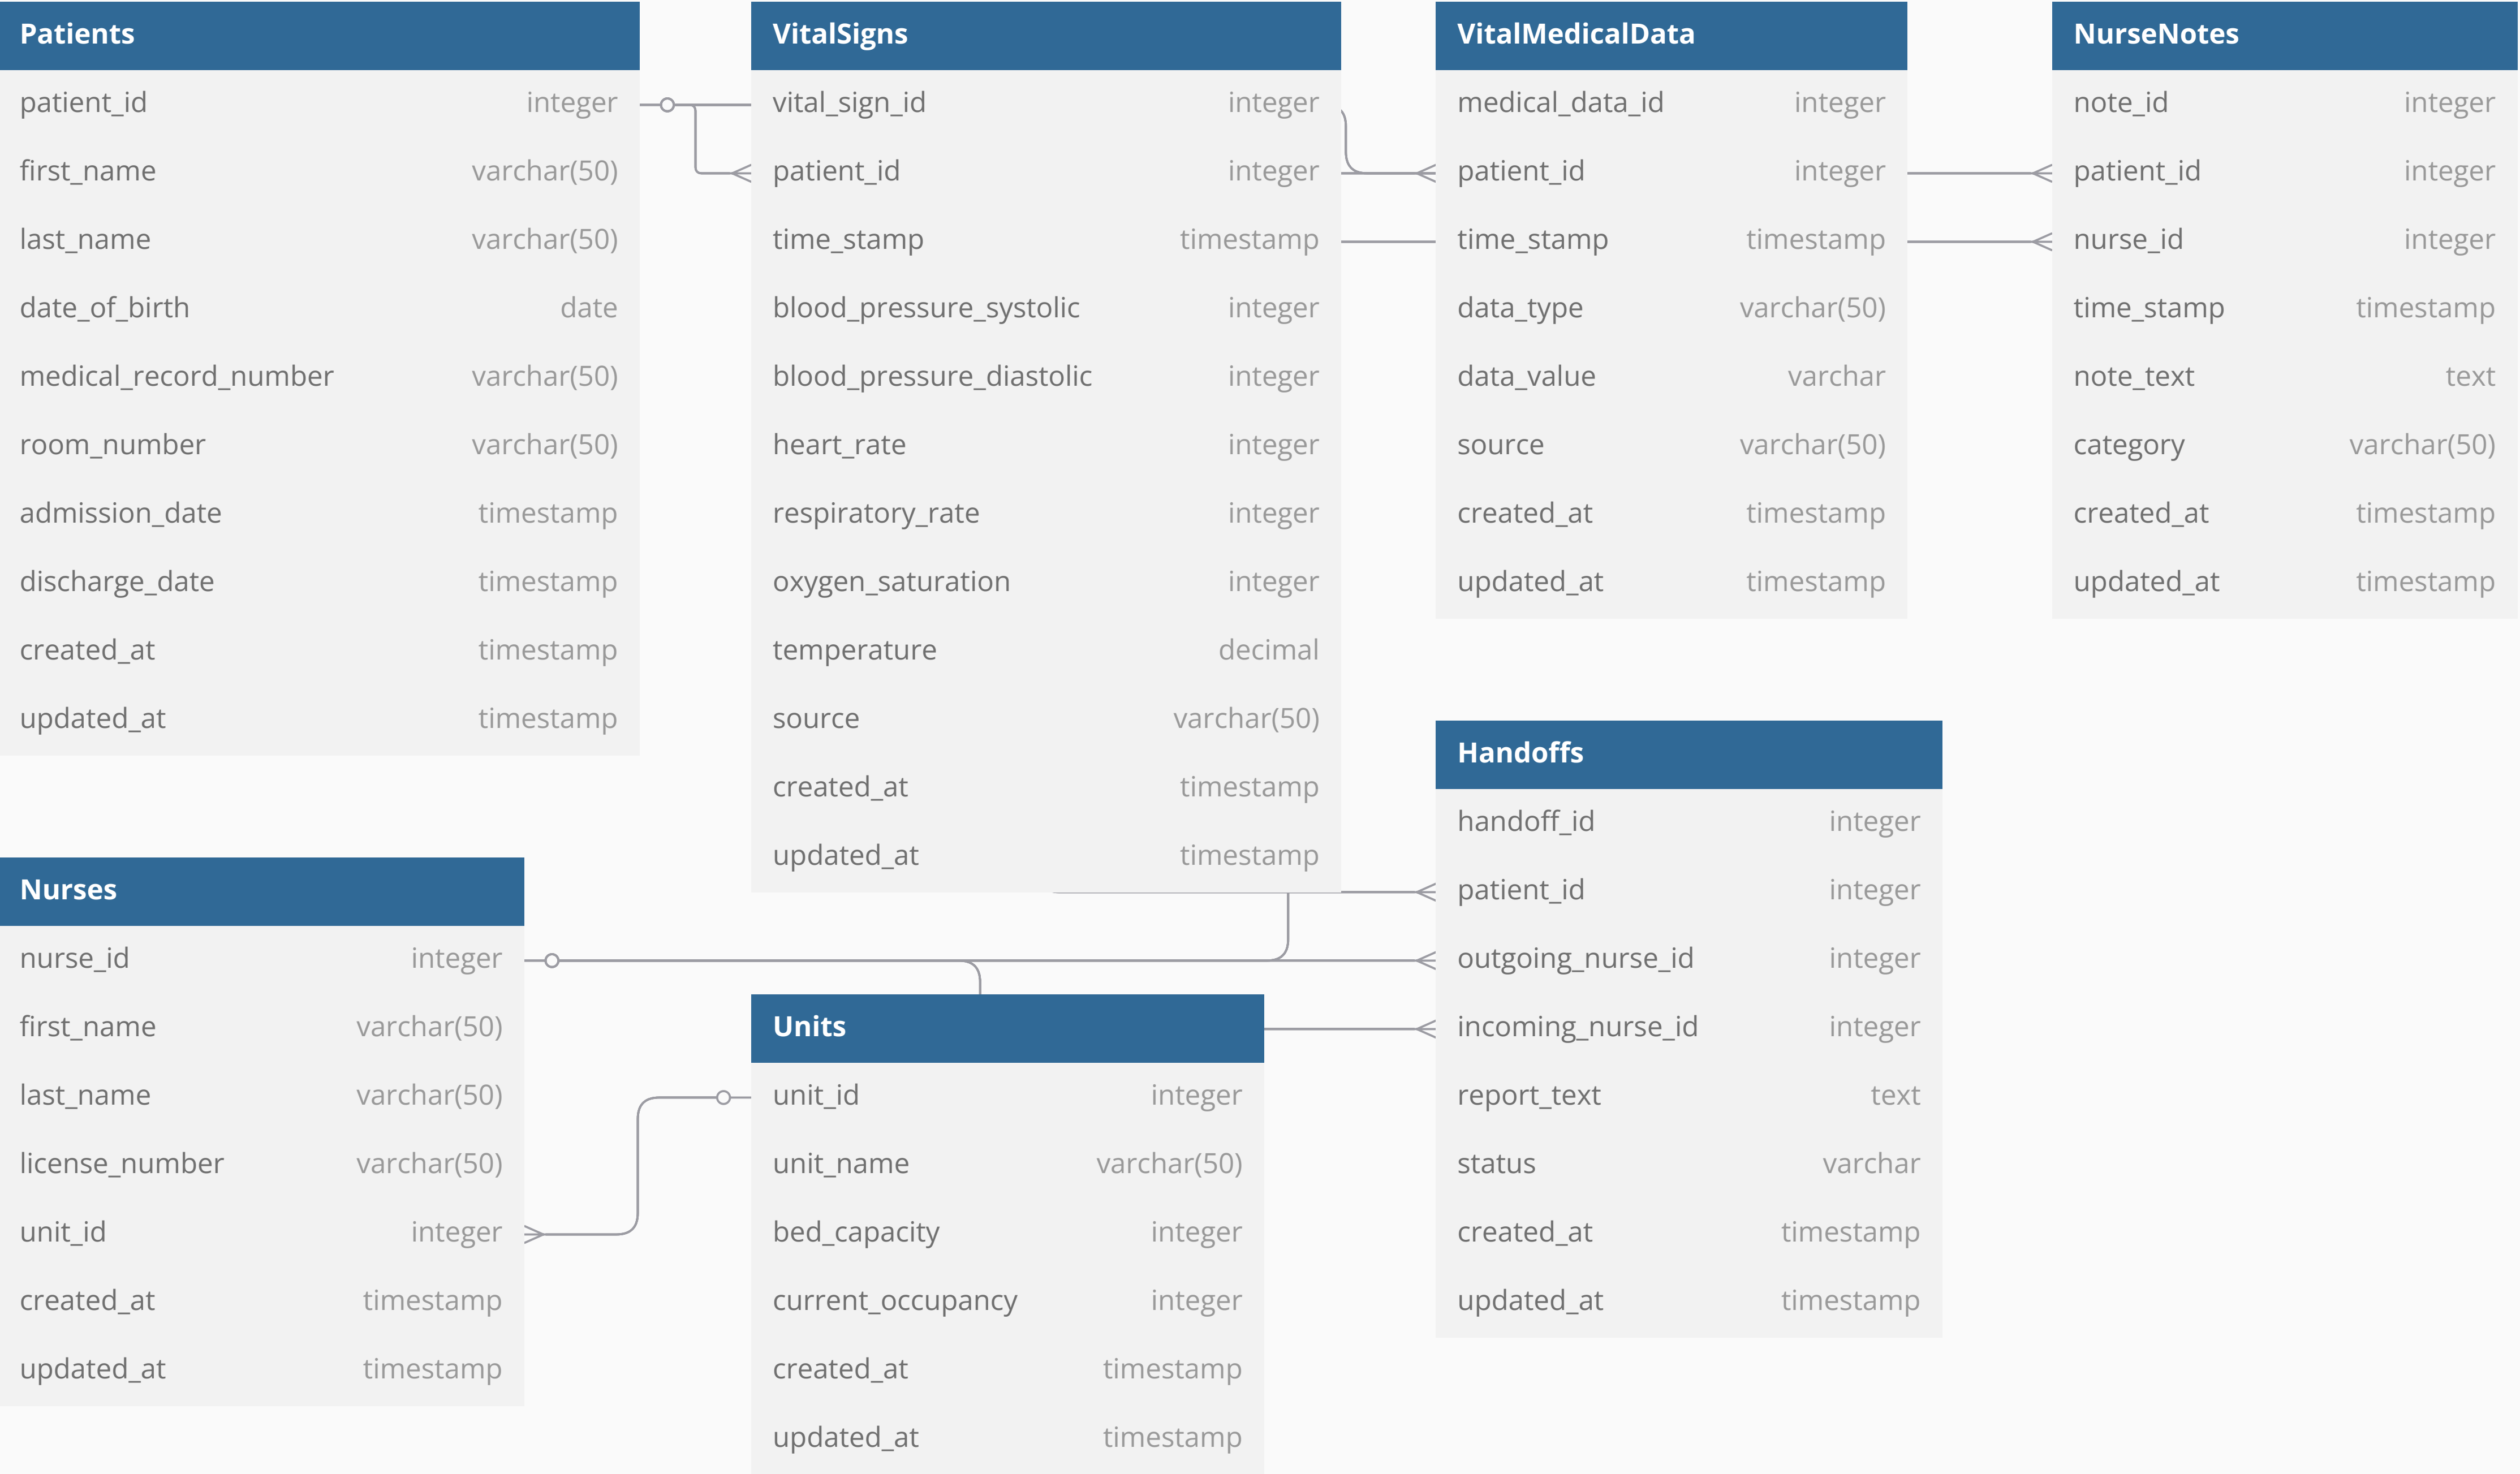 Patients
patient_id integer
first_name varchar(50)
last_name varchar(50)
date_of_birth date
medical_record_number varchar(50)
room_number varchar(50)
admission_date timestamp
discharge_date timestamp
created_at timestamp
updated_at timestamp
VitalSigns
vital_sign_id integer
patient_id integer
time_stamp timestamp
blood_pressure_systolic integer
blood_pressure_diastolic integer
heart_rate integer
respiratory_rate integer
oxygen_saturation integer
temperature decimal
source varchar(50)
created_at timestamp
updated_at timestamp
VitalMedicalData
medical_data_id integer
patient_id integer
time_stamp timestamp
data_type varchar(50)
data_value varchar
source varchar(50)
created_at timestamp
updated_at timestamp
NurseNotes
note_id integer
patient_id integer
nurse_id integer
time_stamp timestamp
note_text text
category varchar(50)
created_at timestamp
updated_at timestamp
Nurses
nurse_id integer
first_name varchar(50)
last_name varchar(50)
license_number varchar(50)
unit_id integer
created_at timestamp
updated_at timestamp
Units
unit_id integer
unit_name varchar(50)
bed_capacity integer
current_occupancy integer
created_at timestamp
updated_at timestamp
Handoffs
handoff_id integer
patient_id integer
outgoing_nurse_id integer
incoming_nurse_id integer
report_text text
status varchar
created_at timestamp
updated_at timestamp